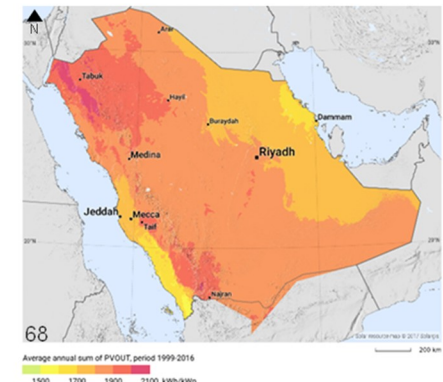 N
Arar
Tabuk
Hayil
Buraydah
Dammam
Riyadh
Medina
Jeddah
Mecca
Taif
Najran
68
200 km
Average annual sum of PVOUT, period 1999-2016
1500 1700 1900 2100 kWh/kWp